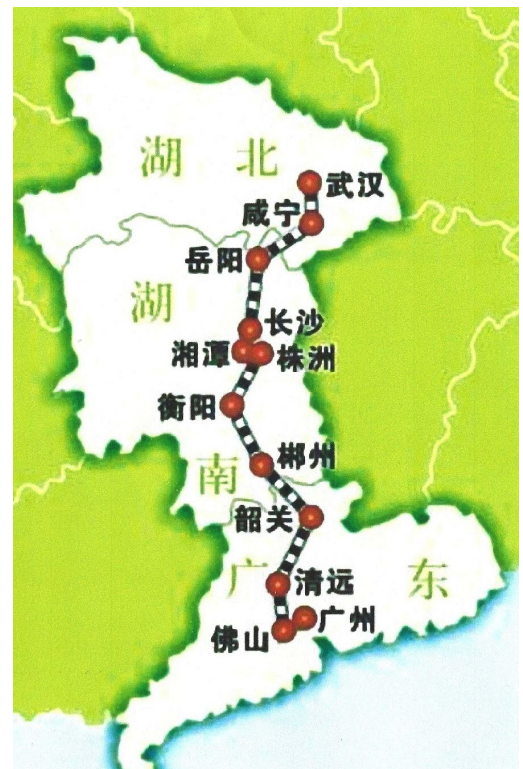 湖北
武汉
咸宁
岳阳
湖
长沙
湘潭
株洲
衡阳
郴州
南
韶关
广东
清远
广州
佛山